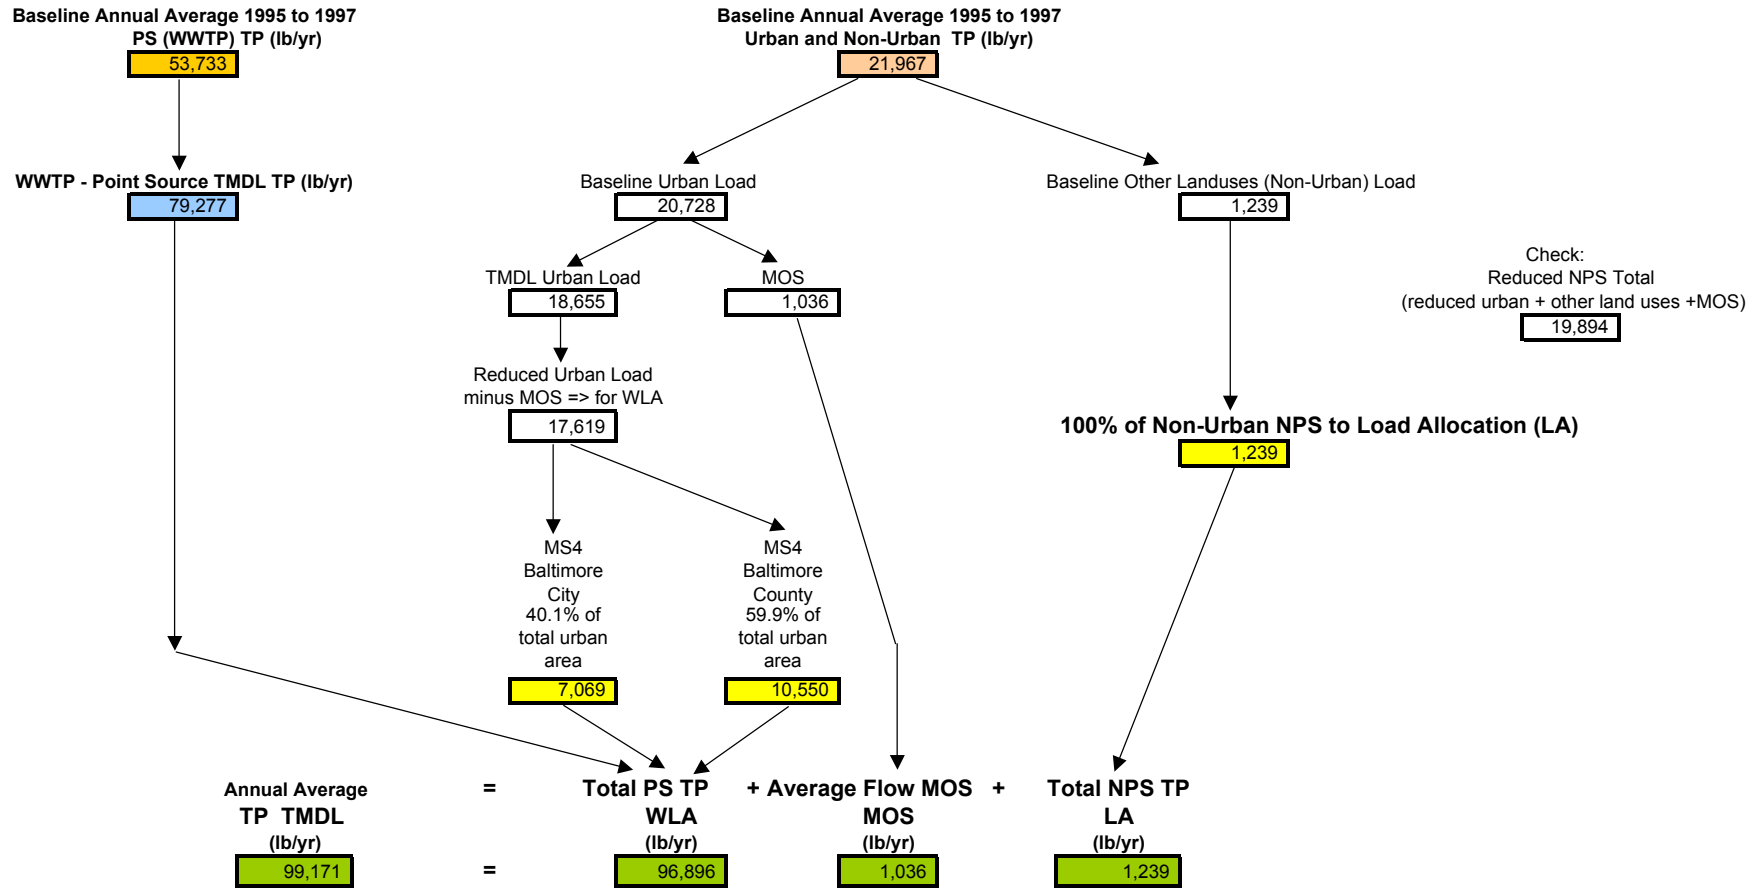 Baseline Annual Average 1995 to 1997
PS (WWTP) TP (lb/yr)
53,733
Baseline Annual Average 1995 to 1997
Urban and Non-Urban TP (lb/yr)
21,967
WWTP - Point Source TMDL TP (lb/yr)
79,277
Baseline Urban Load
20,728
Baseline Other Landuses (Non-Urban) Load
1,239
TMDL Urban Load
18,655
MOS
1,036
Check:
Reduced NPS Total
(reduced urban + other land uses +MOS)
19,894
Reduced Urban Load
minus MOS => for WLA
17,619
100% of Non-Urban NPS to Load Allocation (LA)
1,239
MS4
Baltimore
City
40.1% of
total urban
area
7,069
MS4
Baltimore
County
59.9% of
total urban
area
10,550
Annual Average = Total PS TP + Average Flow MOS + Total NPS TP
TP TMDL WLA MOS LA
(lb/yr) (lb/yr) (lb/yr) (lb/yr)
99,171 = 96,896 1,036 1,239